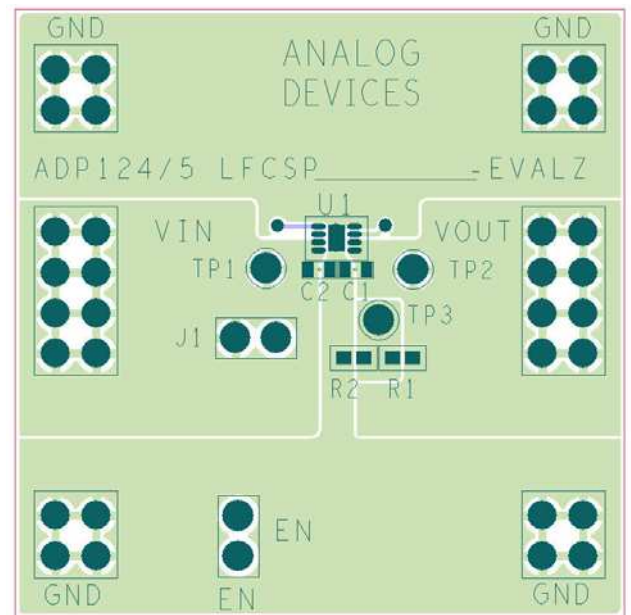 GND
ANALOG
DEVICES
GND
ADP124/5 LFCSP_________-EVALZ
U1
VIN
VOUT
TP1
TP2
C2 C1
TP3
J1
R2 R1
EN
GND
EN
GND